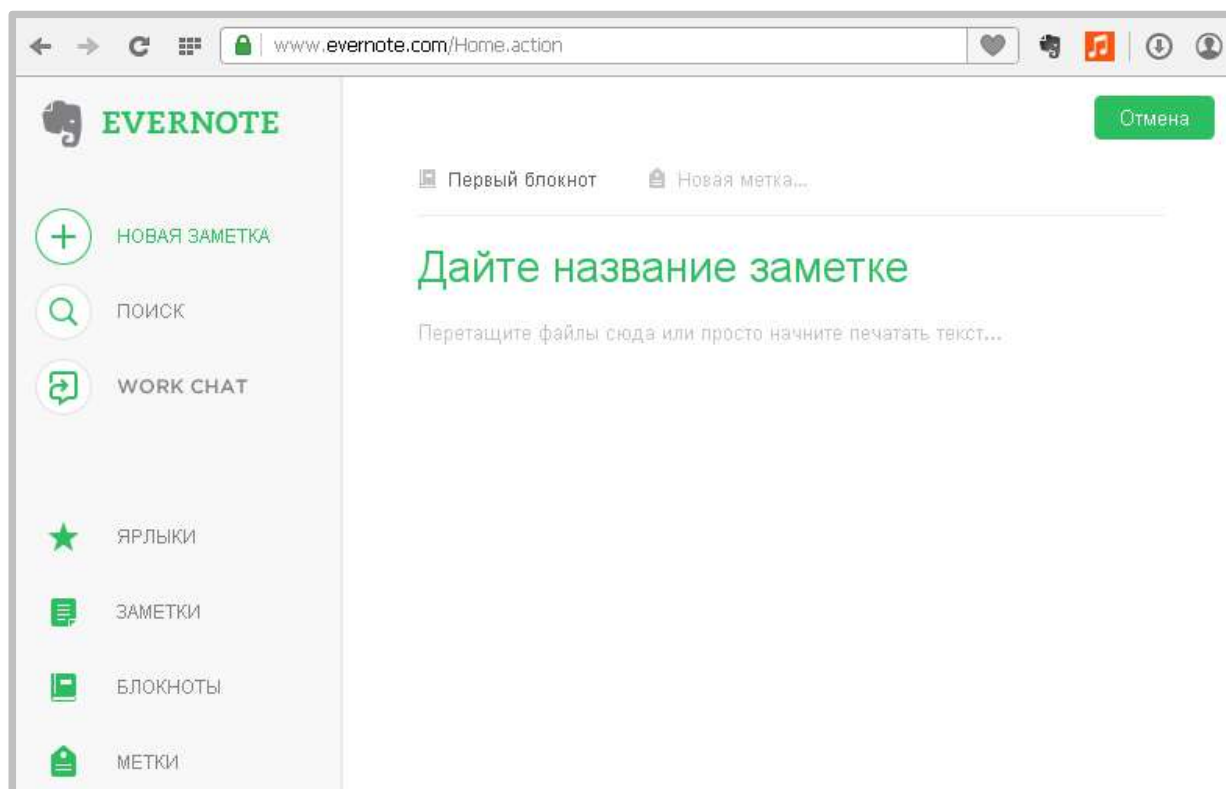 www.evernote.com/Home.action
EVERNOTE
Отмена
Первый блокнот
Новая метка...
НОВАЯ ЗАМЕТКА
Дайте название заметке
ПОИСК
Перетащите файлы сюда или просто начните печатать текст...
WORK CHAT
ЯРЛЫКИ
ЗАМЕТКИ
БЛОКНОТЫ
МЕТКИ